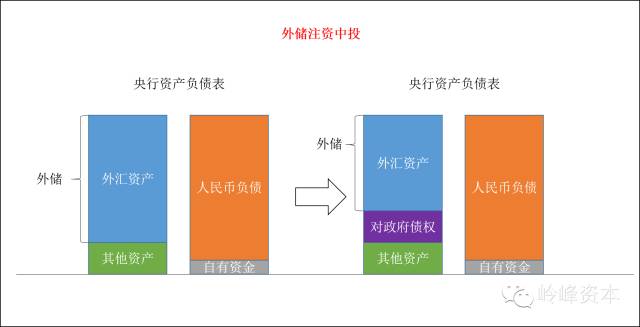 外储注资中投
央行资产负债表
央行资产负债表
外储
外汇资产
其他资产
人民币负债
自有资金
外储
外汇资产
对政府债权
其他资产
人民币负债
自有资金
岭峰资本